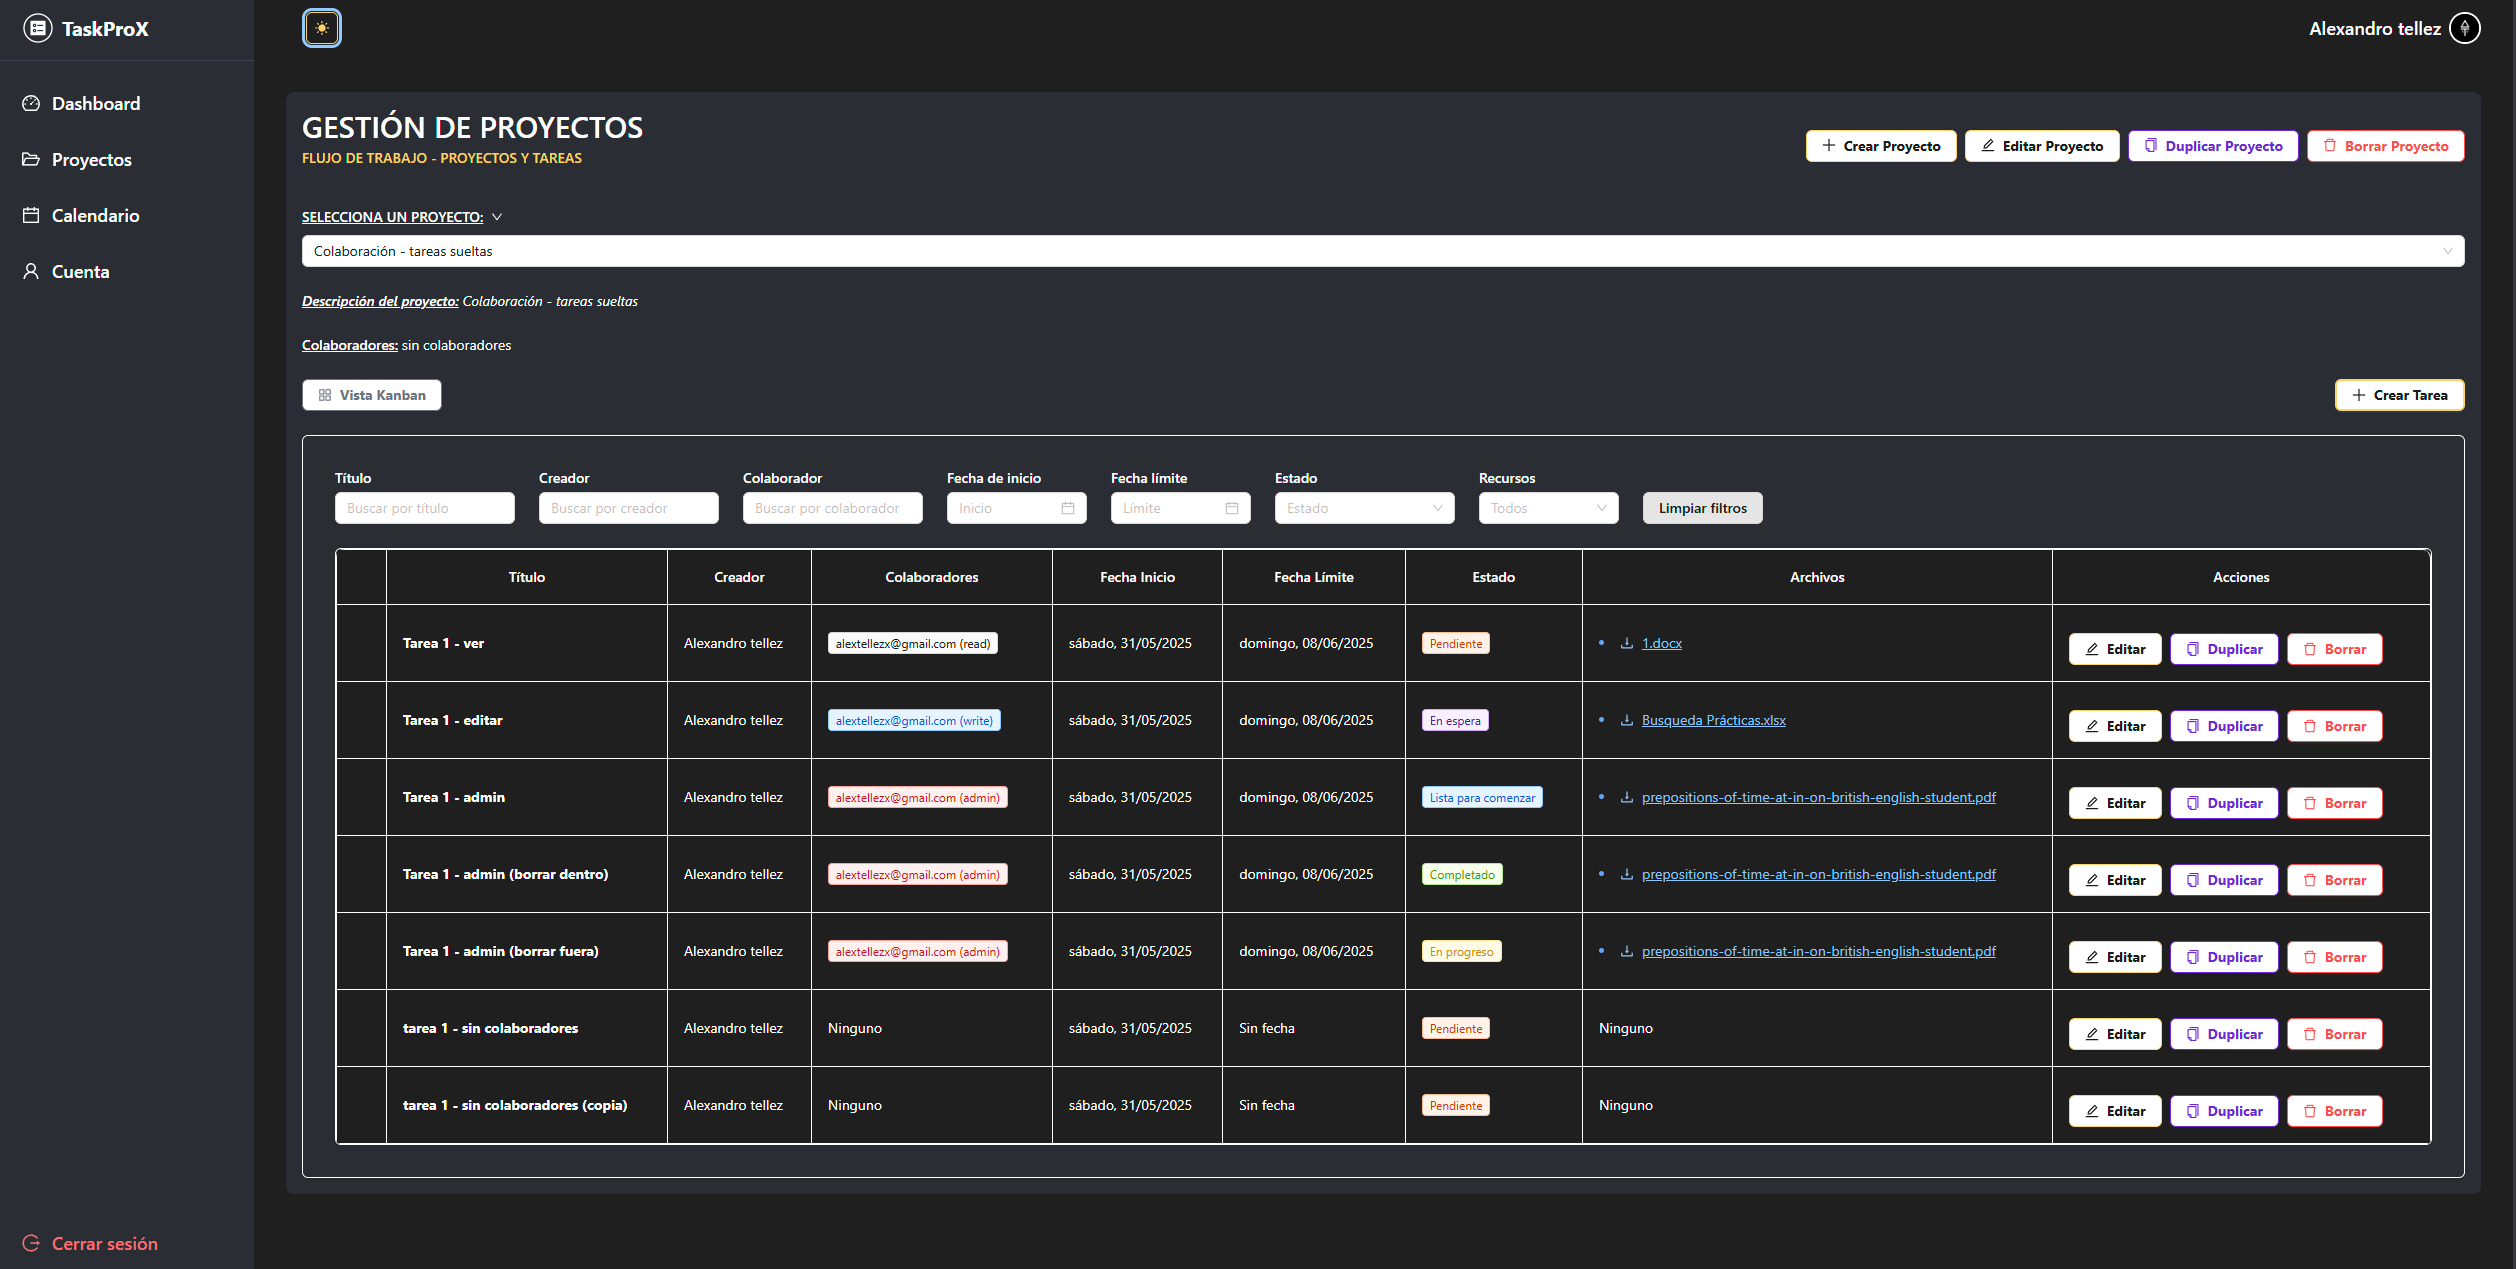 TaskProX
Alexandro tellez
Dashboard
Proyectos
Calendario
Cuenta
Cerrar sesión
GESTIÓN DE PROYECTOS
FLUJO DE TRABAJO - PROYECTOS Y TAREAS
Crear Proyecto Editar Proyecto Duplicar Proyecto Borrar Proyecto
SELECCIONA UN PROYECTO:
Colaboración - tareas sueltas
Descripción del proyecto: Colaboración - tareas sueltas
Colaboradores: sin colaboradores
Vista Kanban Crear Tarea
Título Creador Colaborador Fecha de inicio Fecha límite Estado Recursos
Buscar por título Buscar por creador Buscar por colaborador Inicio Límite Estado Todos Limpiar filtros
Título Creador Colaboradores Fecha Inicio Fecha Límite Estado Archivos Acciones
Tarea 1 - ver Alexandro tellez alextellezx@gmail.com (read) sábado, 31/05/2025 domingo, 08/06/2025 Pendiente 1.docx Editar Duplicar Borrar
Tarea 1 - editar Alexandro tellez alextellezx@gmail.com (write) sábado, 31/05/2025 domingo, 08/06/2025 En espera Busqueda Prácticas.xlsx Editar Duplicar Borrar
Tarea 1 - admin Alexandro tellez alextellezx@gmail.com (admin) sábado, 31/05/2025 domingo, 08/06/2025 Lista para comenzar prepositions-of-time-at-in-on-british-english-student.pdf Editar Duplicar Borrar
Tarea 1 - admin (borrar dentro) Alexandro tellez alextellezx@gmail.com (admin) sábado, 31/05/2025 domingo, 08/06/2025 Completado prepositions-of-time-at-in-on-british-english-student.pdf Editar Duplicar Borrar
Tarea 1 - admin (borrar fuera) Alexandro tellez alextellezx@gmail.com (admin) sábado, 31/05/2025 domingo, 08/06/2025 En progreso prepositions-of-time-at-in-on-british-english-student.pdf Editar Duplicar Borrar
tarea 1 - sin colaboradores Alexandro tellez Ninguno sábado, 31/05/2025 Sin fecha Pendiente Ninguno Editar Duplicar Borrar
tarea 1 - sin colaboradores (copia) Alexandro tellez Ninguno sábado, 31/05/2025 Sin fecha Pendiente Ninguno Editar Duplicar Borrar